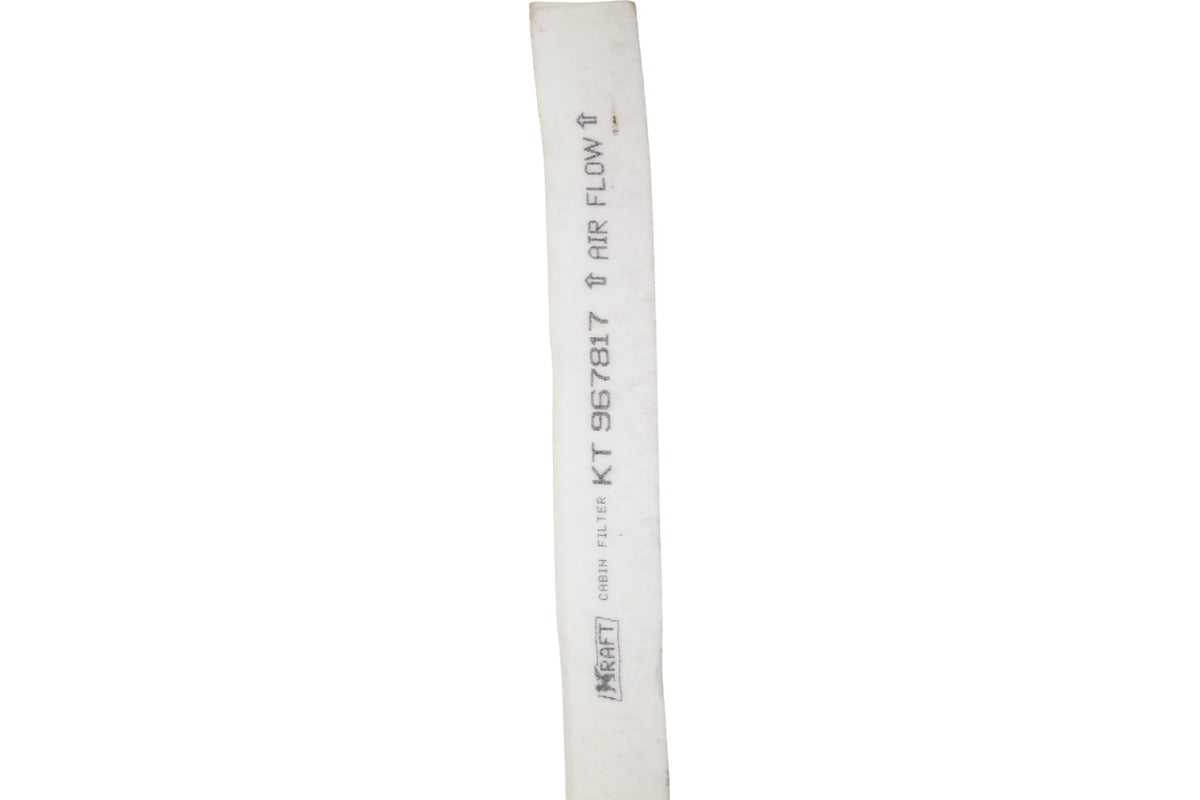 KRAFT CABIN FILTER KT 967817 ⇧ AIR FLOW ⇧